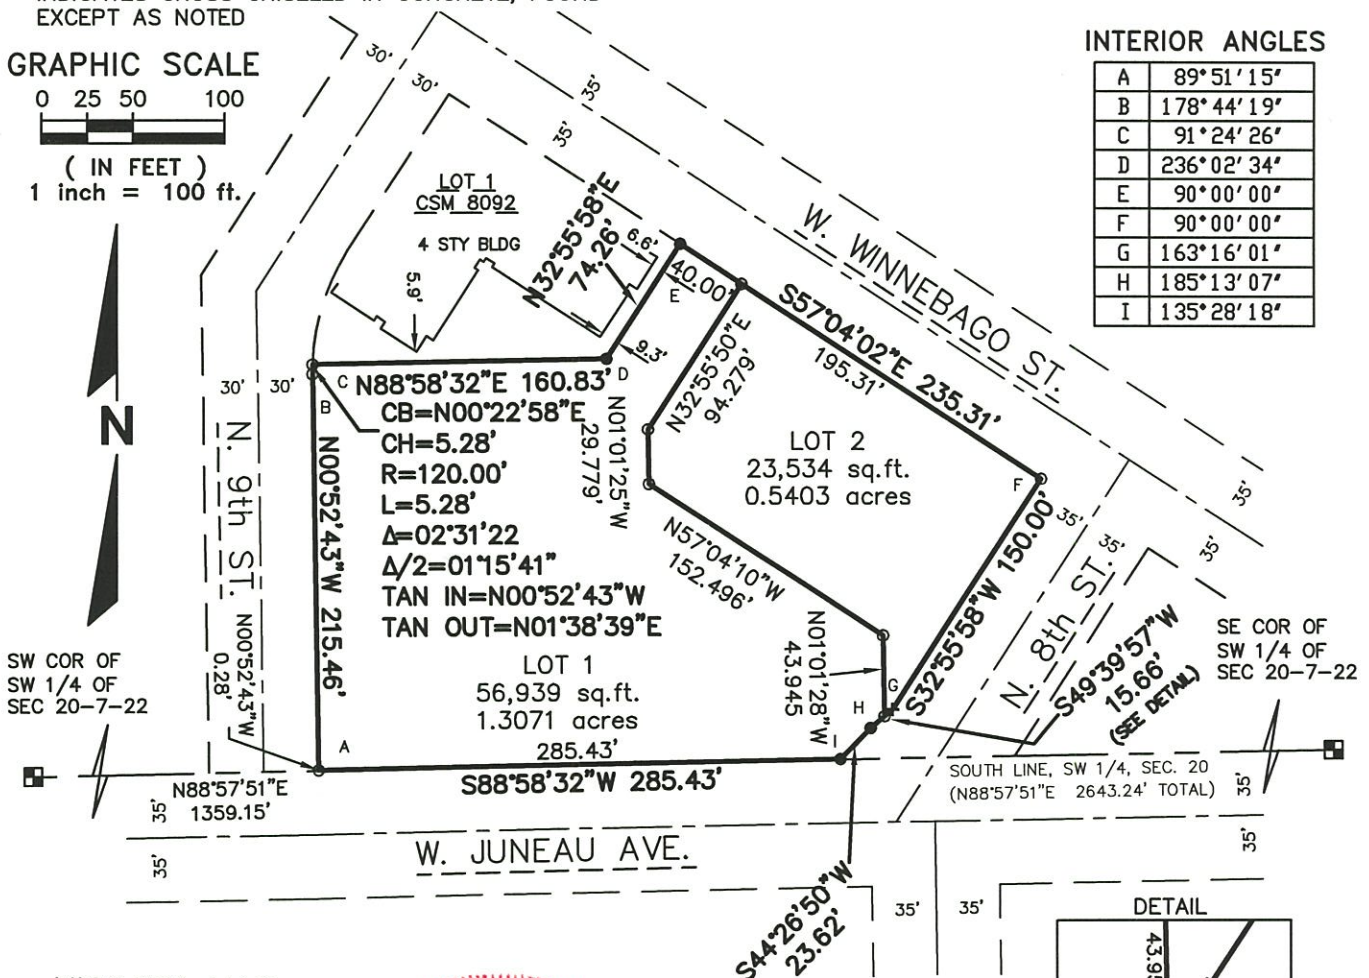 EXCEPT AS NOTED
GRAPHIC SCALE
0 25 50 100
( IN FEET )
1 inch = 100 ft.
N
INTERIOR ANGLES
A 89°51'15"
B 178°44'19"
C 91°24'26"
D 236°02'34"
E 90°00'00"
F 90°00'00"
G 163°16'01"
H 185°13'07"
I 135°28'18"
30'
30'
35'
35'
LOT 1
CSM 8092
4 STY BLDG
5.9'
N32°55'58"E
74.26'
6.6'
40.00'
E
9.3'
W. WINNEBAGO ST.
S57°04'02"E 235.31'
195.31'
N32°55'50"E
94.279'
LOT 2
23,534 sq.ft.
0.5403 acres
F
35'
35'
35'
35'
30'
30'
C
B
D
N88°58'32"E 160.83'
CB=N00°22'58"E
CH=5.28'
R=120.00'
L=5.28'
Δ=02°31'22
Δ/2=01°15'41"
TAN IN=N00°52'43"W
TAN OUT=N01°38'39"E
N01°01'25"W
29.779'
N57°04'10"W
152.496'
N. 9th ST.
N00°52'43"W 215.46'
N00°52'43"W
0.28'
LOT 1
56,939 sq.ft.
1.3071 acres
285.43'
A
S88°58'32"W 285.43'
N01°01'28"W
43.945
G
H
I
S32°55'58"W 150.00'
N. 8th ST.
S49°39'57"W
15.66'
(SEE DETAIL)
SW COR OF
SW 1/4 OF
SEC 20-7-22
SE COR OF
SW 1/4 OF
SEC 20-7-22
N88°57'51"E
1359.15'
SOUTH LINE, SW 1/4, SEC. 20
(N88°57'51"E 2643.24' TOTAL)
35'
35'
35'
35'
W. JUNEAU AVE.
S44°26'50"W
23.62'
35'
35'
DETAIL